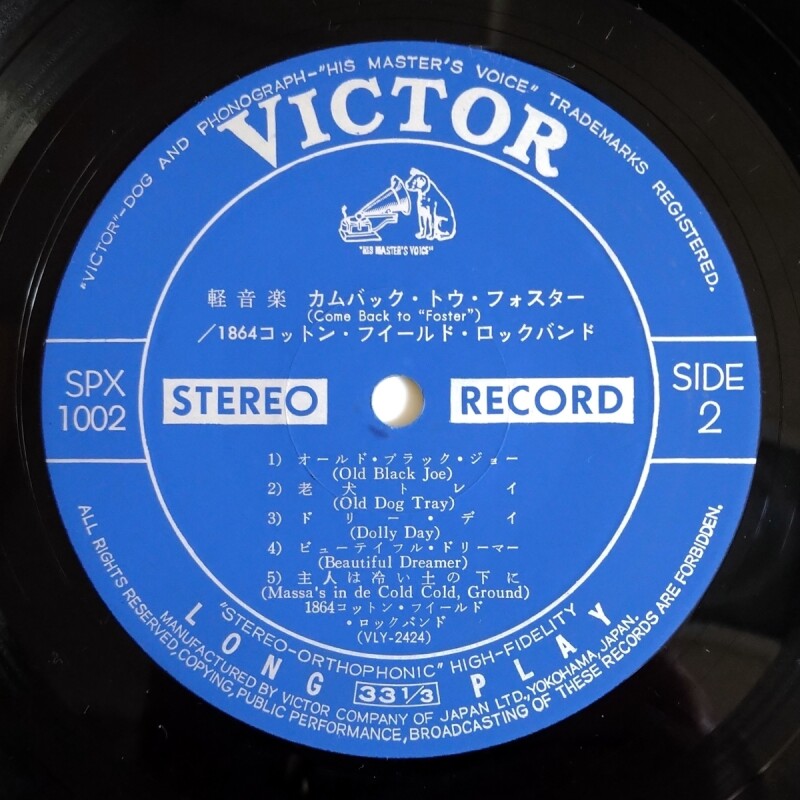 "VICTOR"–DOG AND PHONOGRAPH–"HIS MASTER'S VOICE" TRADEMARKS REGISTERED.
VICTOR
"HIS MASTER'S VOICE"
軽音楽 カムバック・トウ・フォスター
(Come Back to "Foster")
/1864コットン・フイールド・ロックバンド
SPX
1002
STEREO
RECORD
SIDE
2
1) オールド・ブラック・ジョー
(Old Black Joe)
2) 老犬トレイ
(Old Dog Tray)
3) ドリー・デイ
(Dolly Day)
4) ビューテイフル・ドリーマー
(Beautiful Dreamer)
5) 主人は冷い土の下に
(Massa's in de Cold Cold, Ground)
1864コットン・フイールド
・ロックバンド
(VLY-2424)
"STEREO–ORTHOPHONIC" HIGH-FIDELITY
LONG 33 1/3 PLAY
MANUFACTURED BY VICTOR COMPANY OF JAPAN LTD., YOKOHAMA, JAPAN.
ALL RIGHTS RESERVED, COPYING, PUBLIC PERFORMANCE, BROADCASTING OF THESE RECORDS ARE FORBIDDEN.